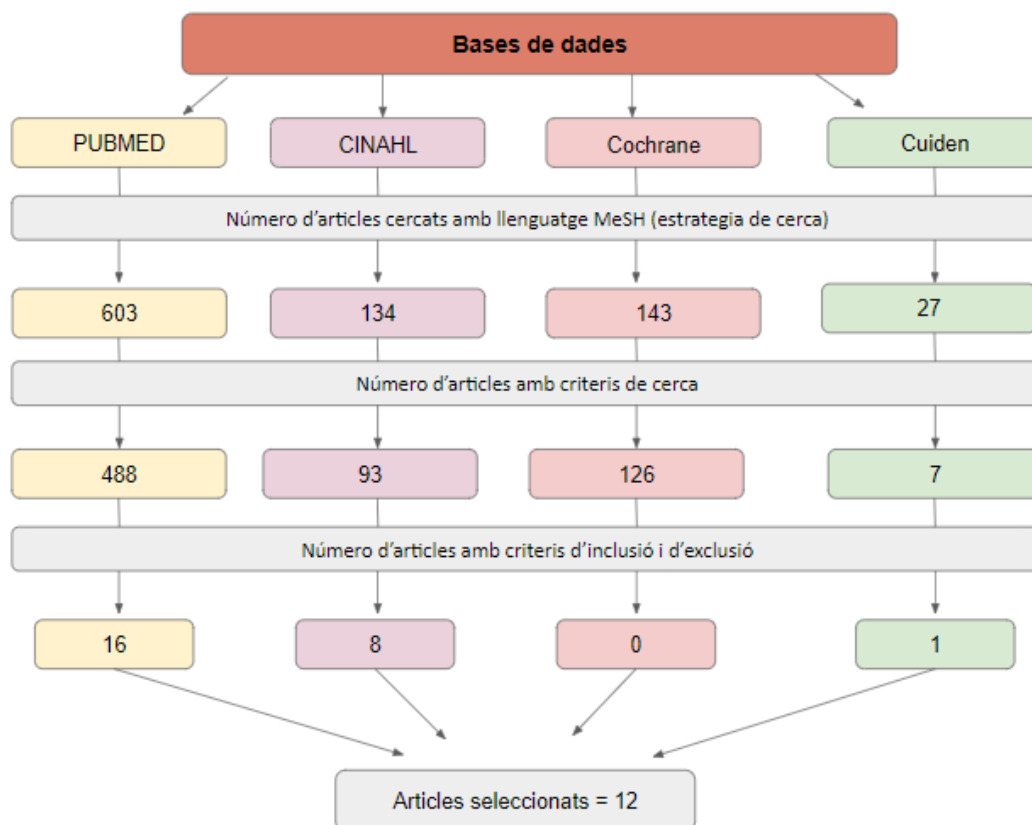 Bases de dades
PUBMED
CINAHL
Cochrane
Cuiden
Número d'articles cercats amb llenguatge MeSH (estrategia de cerca)
603
134
143
27
Número d'articles amb criteris de cerca
488
93
126
7
Número d'articles amb criteris d'inclusió i d'exclusió
16
8
0
1
Articles seleccionats = 12